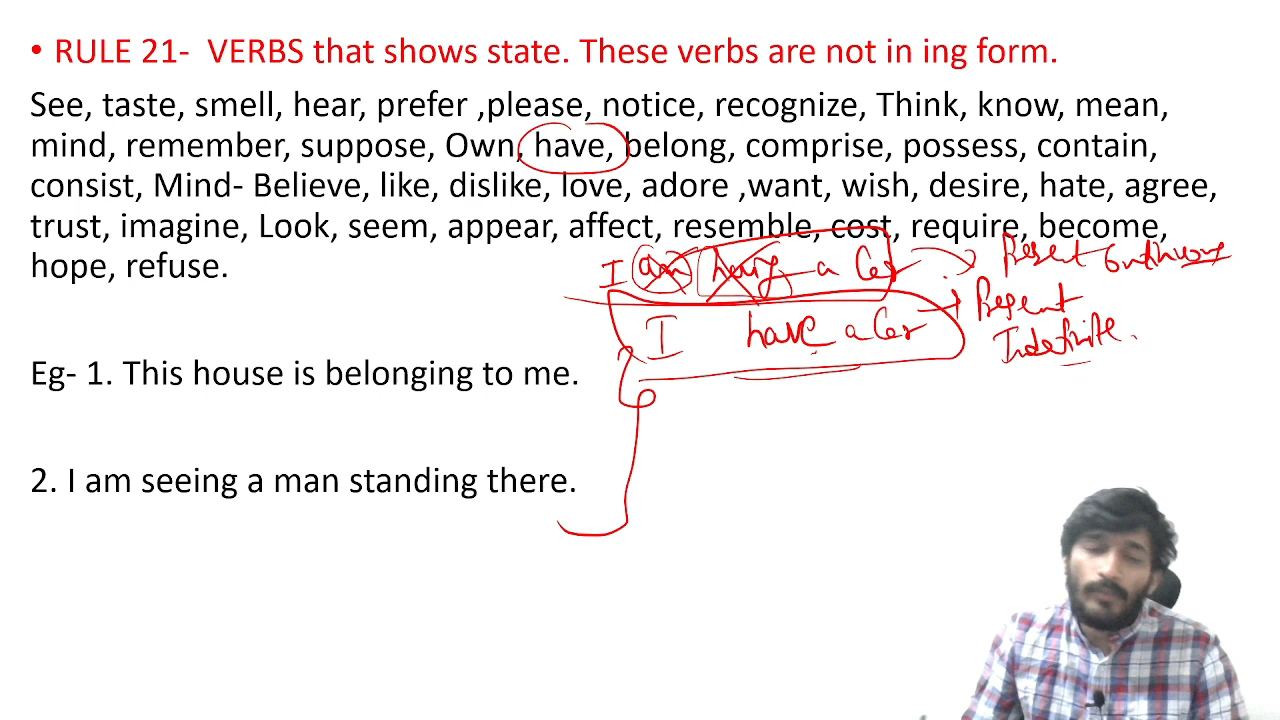 • RULE 21- VERBS that shows state. These verbs are not in ing form.
See, taste, smell, hear, prefer ,please, notice, recognize, Think, know, mean,
mind, remember, suppose, Own, have, belong, comprise, possess, contain,
consist, Mind- Believe, like, dislike, love, adore ,want, wish, desire, hate, agree,
trust, imagine, Look, seem, appear, affect, resemble, cost, require, become,
hope, refuse.
I am having a Car
Present Continuous
I have a Car
Present
Indefinite.
Eg- 1. This house is belonging to me.
2. I am seeing a man standing there.